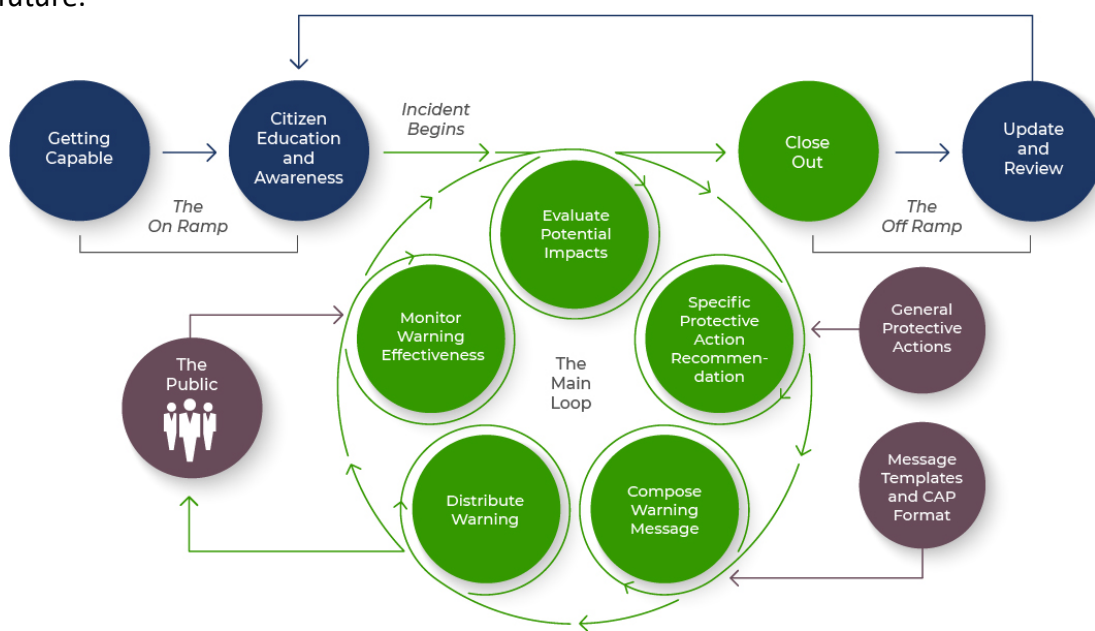 future.
Getting
Capable
The
On Ramp
Citizen
Education
and
Awareness
Incident
Begins
Close
Out
The
Off Ramp
Update
and
Review
Evaluate
Potential
Impacts
Monitor
Warning
Effectiveness
Specific
Protective
Action
Recommen-
dation
General
Protective
Actions
The
Public
The
Main
Loop
Distribute
Warning
Compose
Warning
Message
Message
Templates
and CAP
Format